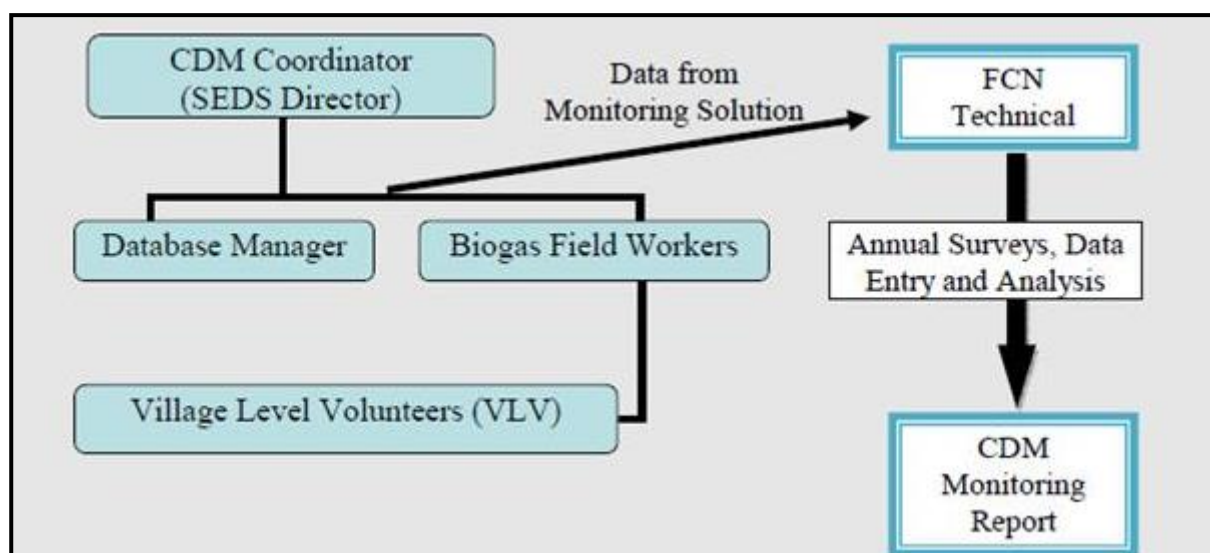 CDM Coordinator
(SEDS Director)
Data from
Monitoring Solution
FCN
Technical
Database Manager
Biogas Field Workers
Annual Surveys, Data
Entry and Analysis
Village Level Volunteers (VLV)
CDM
Monitoring
Report